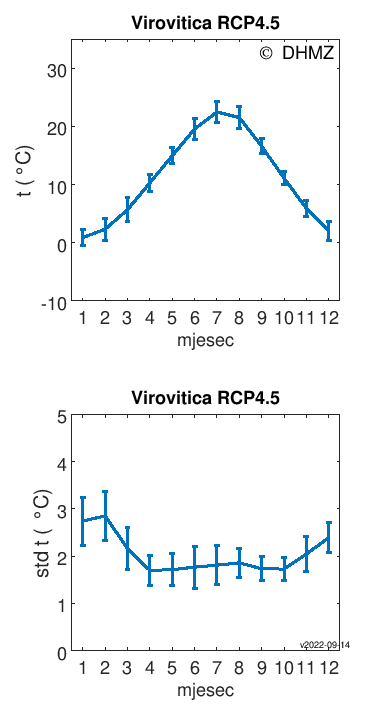 Virovitica RCP4.5
© DHMZ
30
20
10
0
-10
t ( °C)
1 2 3 4 5 6 7 8 9 10 11 12
mjesec
Virovitica RCP4.5
5
4
3
2
1
0
std t ( °C)
v2022-09-14
1 2 3 4 5 6 7 8 9 10 11 12
mjesec